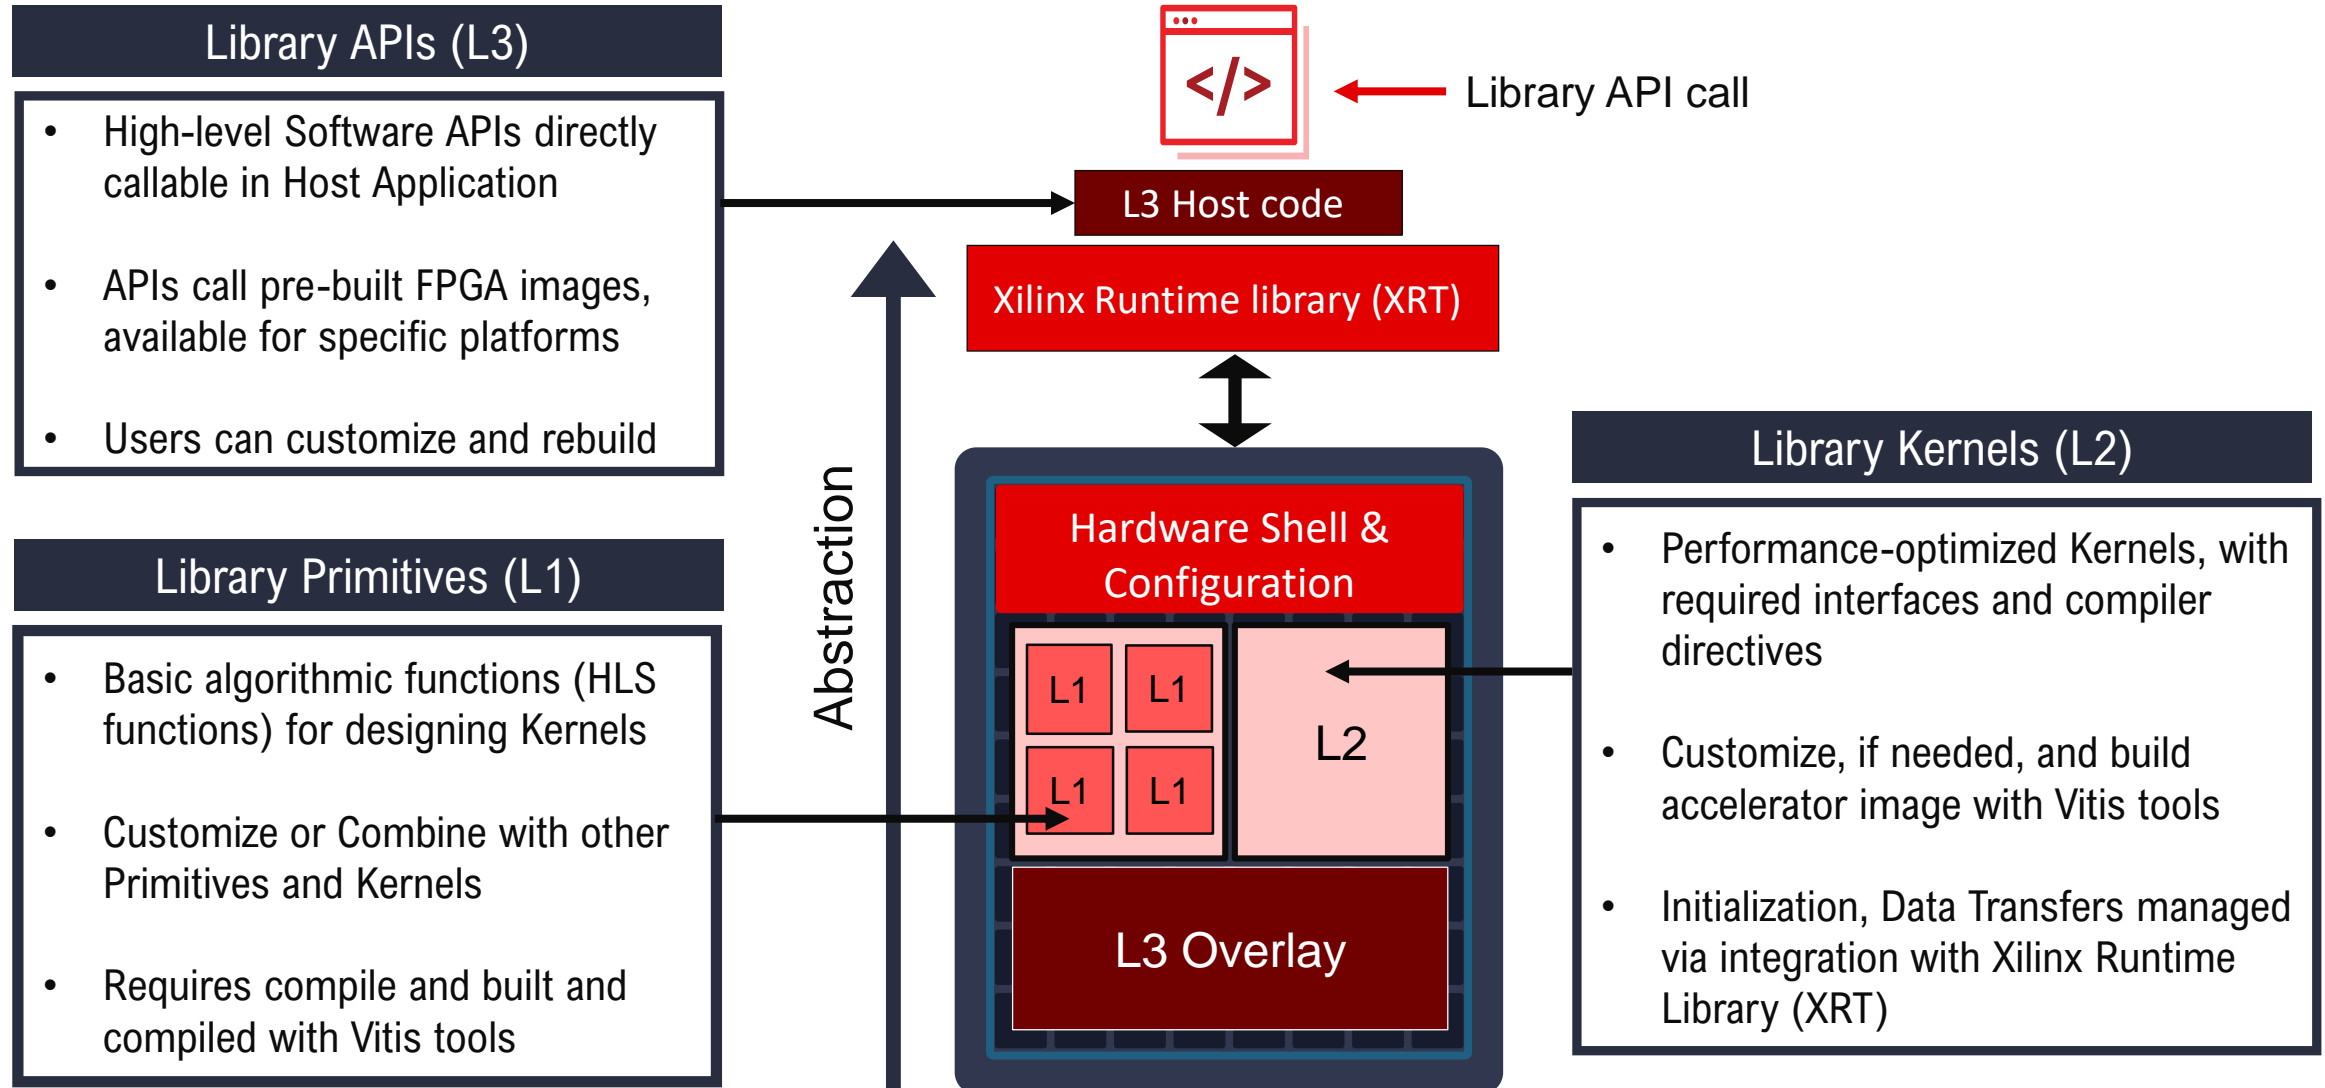 Library APIs (L3)
• High-level Software APIs directly
callable in Host Application
• APIs call pre-built FPGA images,
available for specific platforms
• Users can customize and rebuild
Library Primitives (L1)
• Basic algorithmic functions (HLS
functions) for designing Kernels
• Customize or Combine with other
Primitives and Kernels
• Requires compile and built and
compiled with Vitis tools
Abstraction
</>
Library API call
L3 Host code
Xilinx Runtime library (XRT)
Hardware Shell &
Configuration
L1 L1
L1 L1
L2
L3 Overlay
Library Kernels (L2)
• Performance-optimized Kernels, with
required interfaces and compiler
directives
• Customize, if needed, and build
accelerator image with Vitis tools
• Initialization, Data Transfers managed
via integration with Xilinx Runtime
Library (XRT)